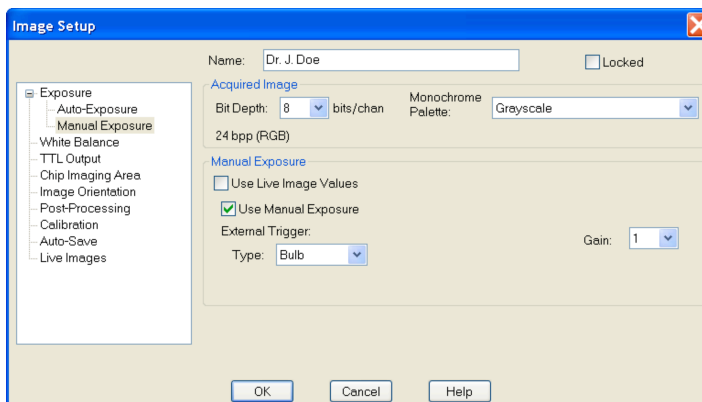 Image Setup
Name: Dr. J. Doe
Locked
Exposure
Auto-Exposure
Manual Exposure
White Balance
TTL Output
Chip Imaging Area
Image Orientation
Post-Processing
Calibration
Auto-Save
Live Images
Acquired Image
Bit Depth: 8 bits/chan
Monochrome
Palette: Grayscale
24 bpp (RGB)
Manual Exposure
Use Live Image Values
Use Manual Exposure
External Trigger:
Type: Bulb
Gain: 1
OK Cancel Help